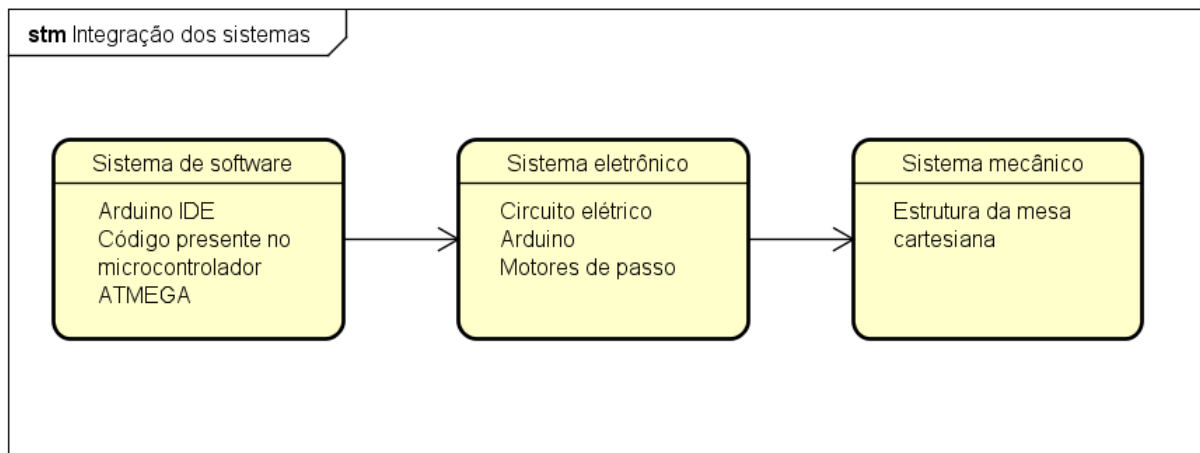 stm Integração dos sistemas
Sistema de software
Arduino IDE
Código presente no
microcontrolador
ATMEGA
Sistema eletrônico
Circuito elétrico
Arduino
Motores de passo
Sistema mecânico
Estrutura da mesa
cartesiana